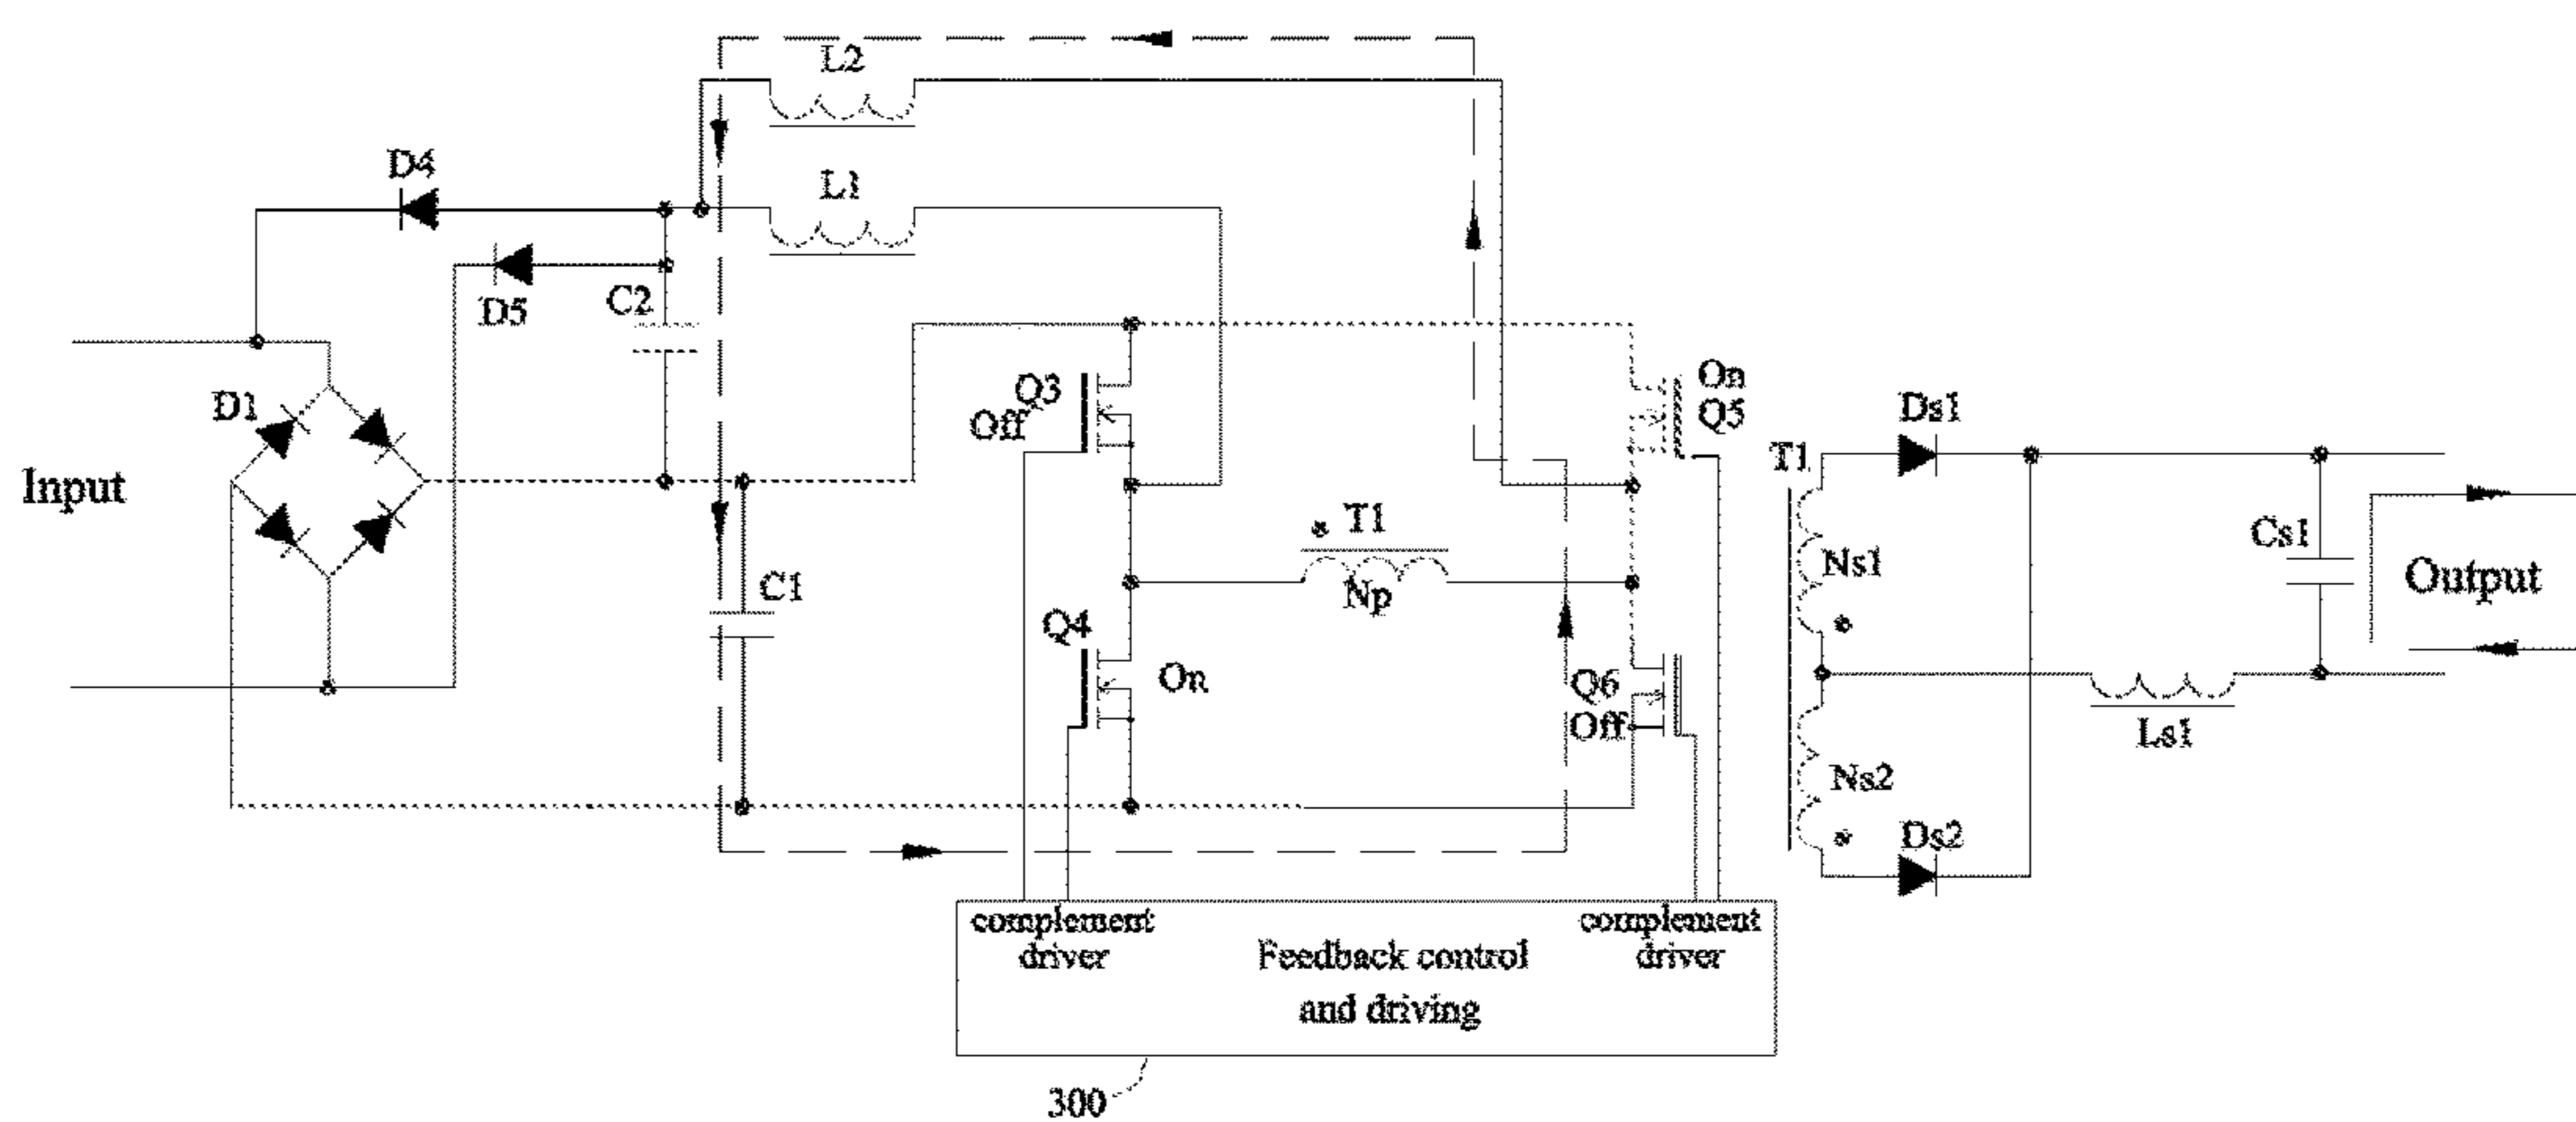 L2
D4
L1
D5
C2
Q3
Off
On
Q5
D1
Ds1
T1
Input
T1
Cs1
Ns1
C1
Np
Output
Q4
On
Q6
Off
Ls1
Ns2
Ds2
complement
driver
complement
driver
Feedback control
and driving
300